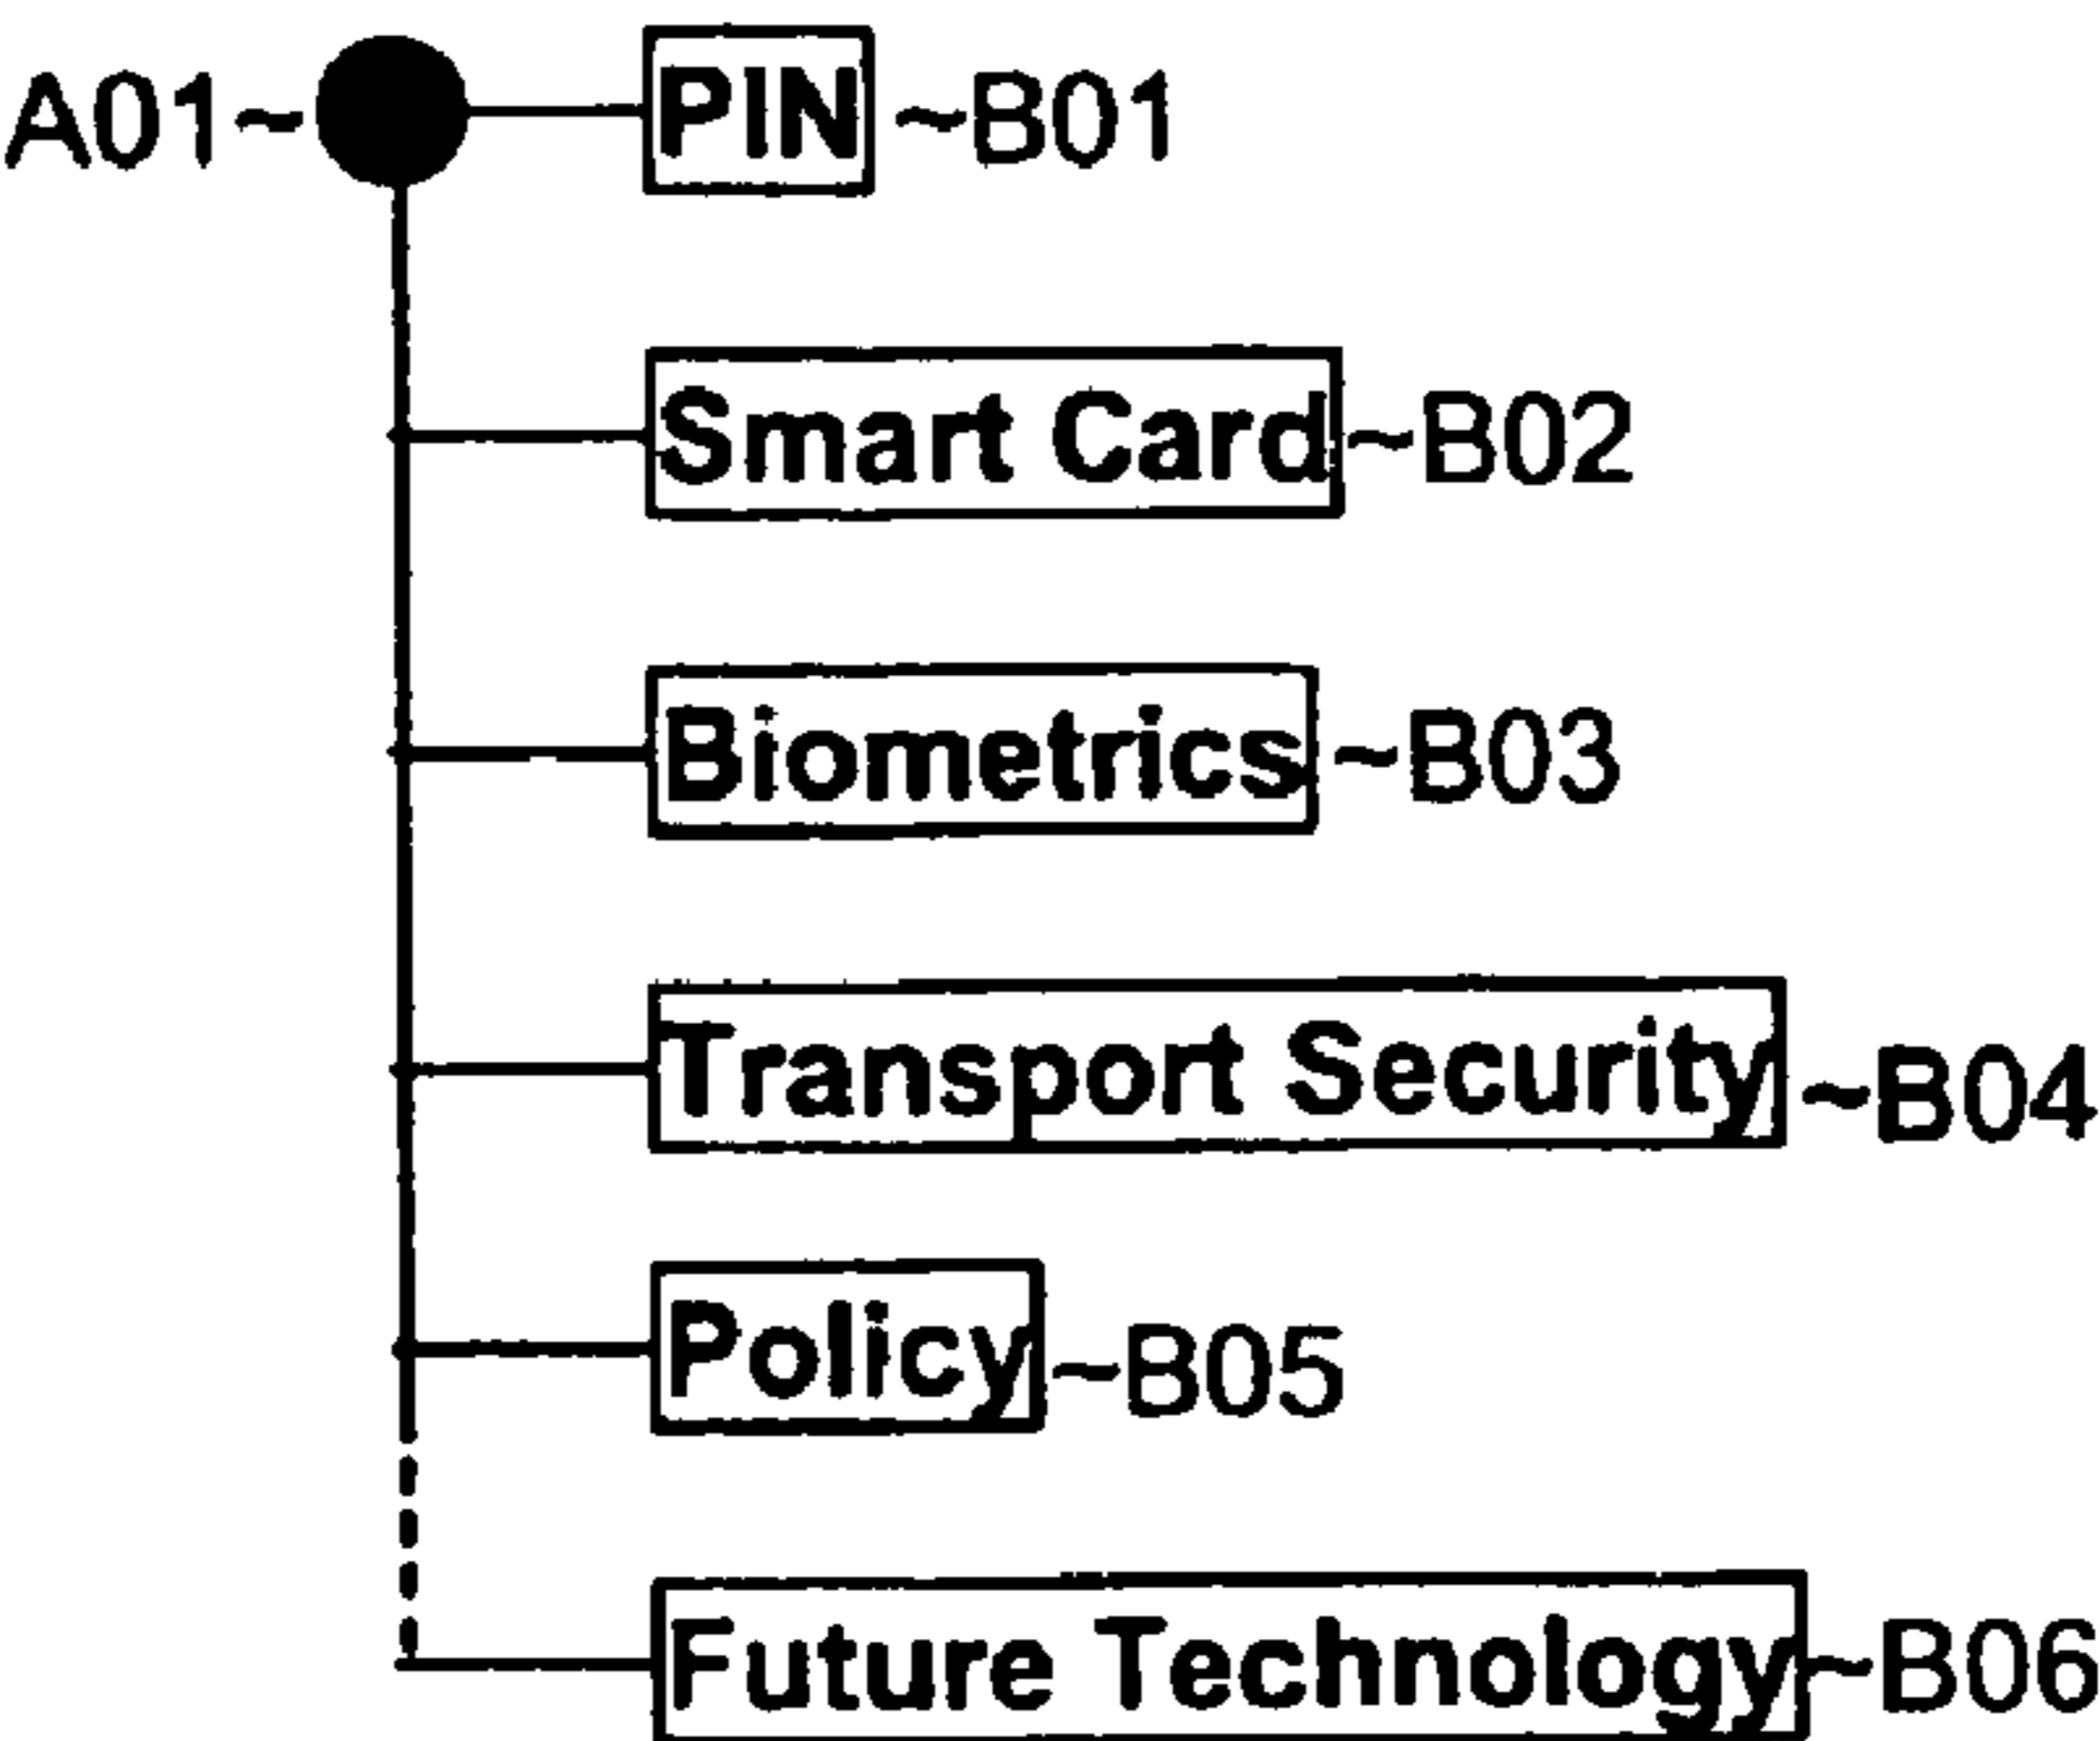 A01~ PIN ~B01
Smart Card ~B02
Biometrics ~B03
Transport Security ~B04
Policy ~B05
Future Technology ~B06